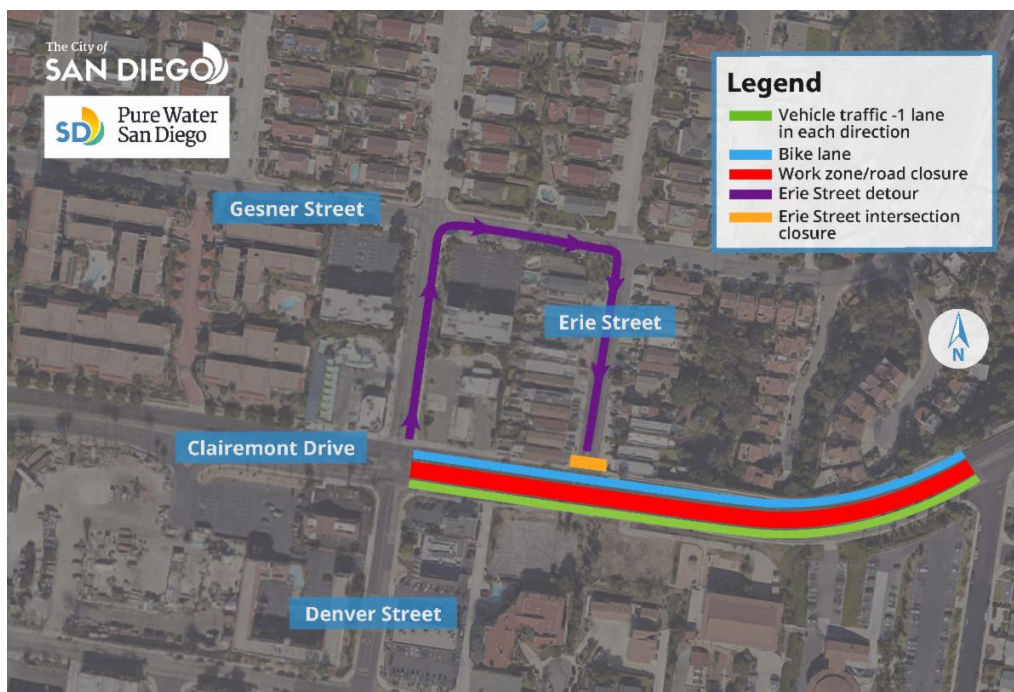 The City of
SAN DIEGO
SD
Pure Water
San Diego
Legend
Vehicle traffic -1 lane
in each direction
Bike lane
Work zone/road closure
Erie Street detour
Erie Street intersection
closure
Gesner Street
Erie Street
N
Clairemont Drive
Denver Street